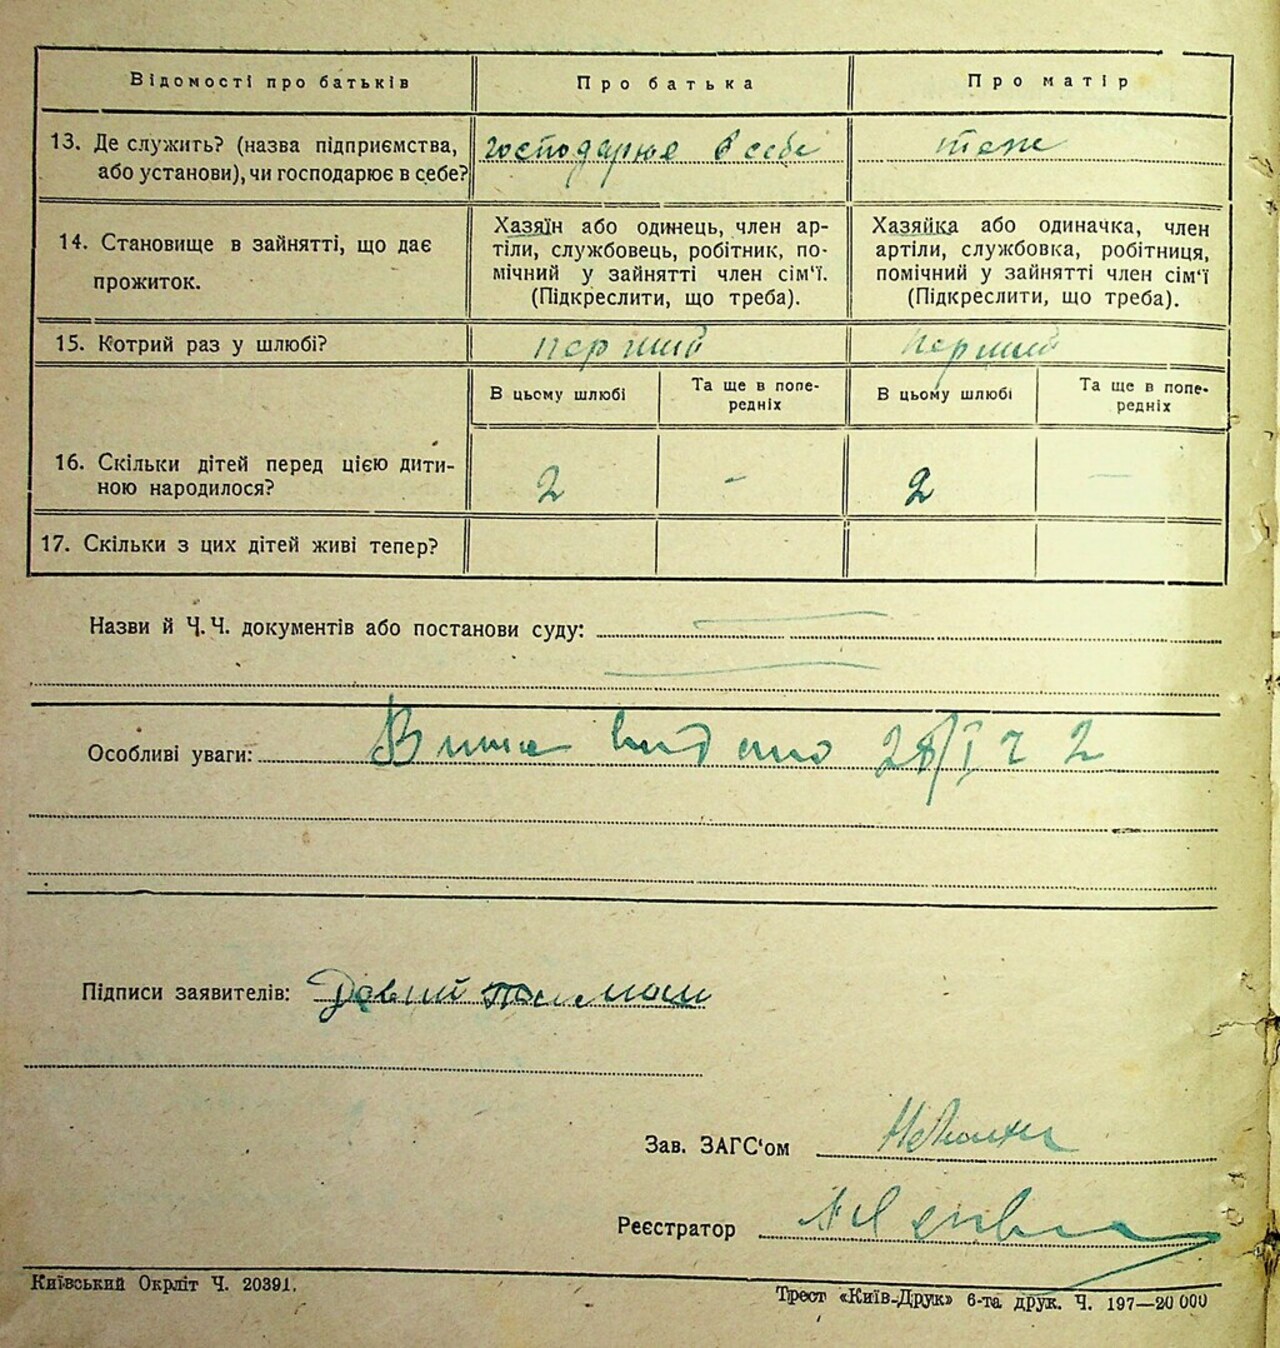 Відомості про батьків
Про батька
Про матір
13. Де служить? (назва підприємства,
або установи), чи господарює в себе?
господарює в себе
теж
14. Становище в зайнятті, що дає
прожиток.
Хазяїн або одинець, член ар-
тіли, службовець, робітник, по-
мічний у зайнятті член сім‘ї.
(Підкреслити, що треба).
Хазяйка або одиначка, член
артіли, службовка, робітниця,
помічний у зайнятті член сім‘ї
(Підкреслити, що треба).
15. Котрий раз у шлюбі?
перший
перший
В цьому шлюбі
Та ще в попе-
редніх
В цьому шлюбі
Та ще в попе-
редніх
16. Скільки дітей перед цією дити-
ною народилося?
2
-
2
-
17. Скільки з цих дітей живі тепер?
Назви й Ч. Ч. документів або постанови суду:
Особливі уваги: видано
Підписи заявителів:
Зав. ЗАГС‘ом
Реєстратор
Київський Окрліт Ч. 20391.
Трест «Київ-Друк» 6-та друк. Ч. 197—20 000